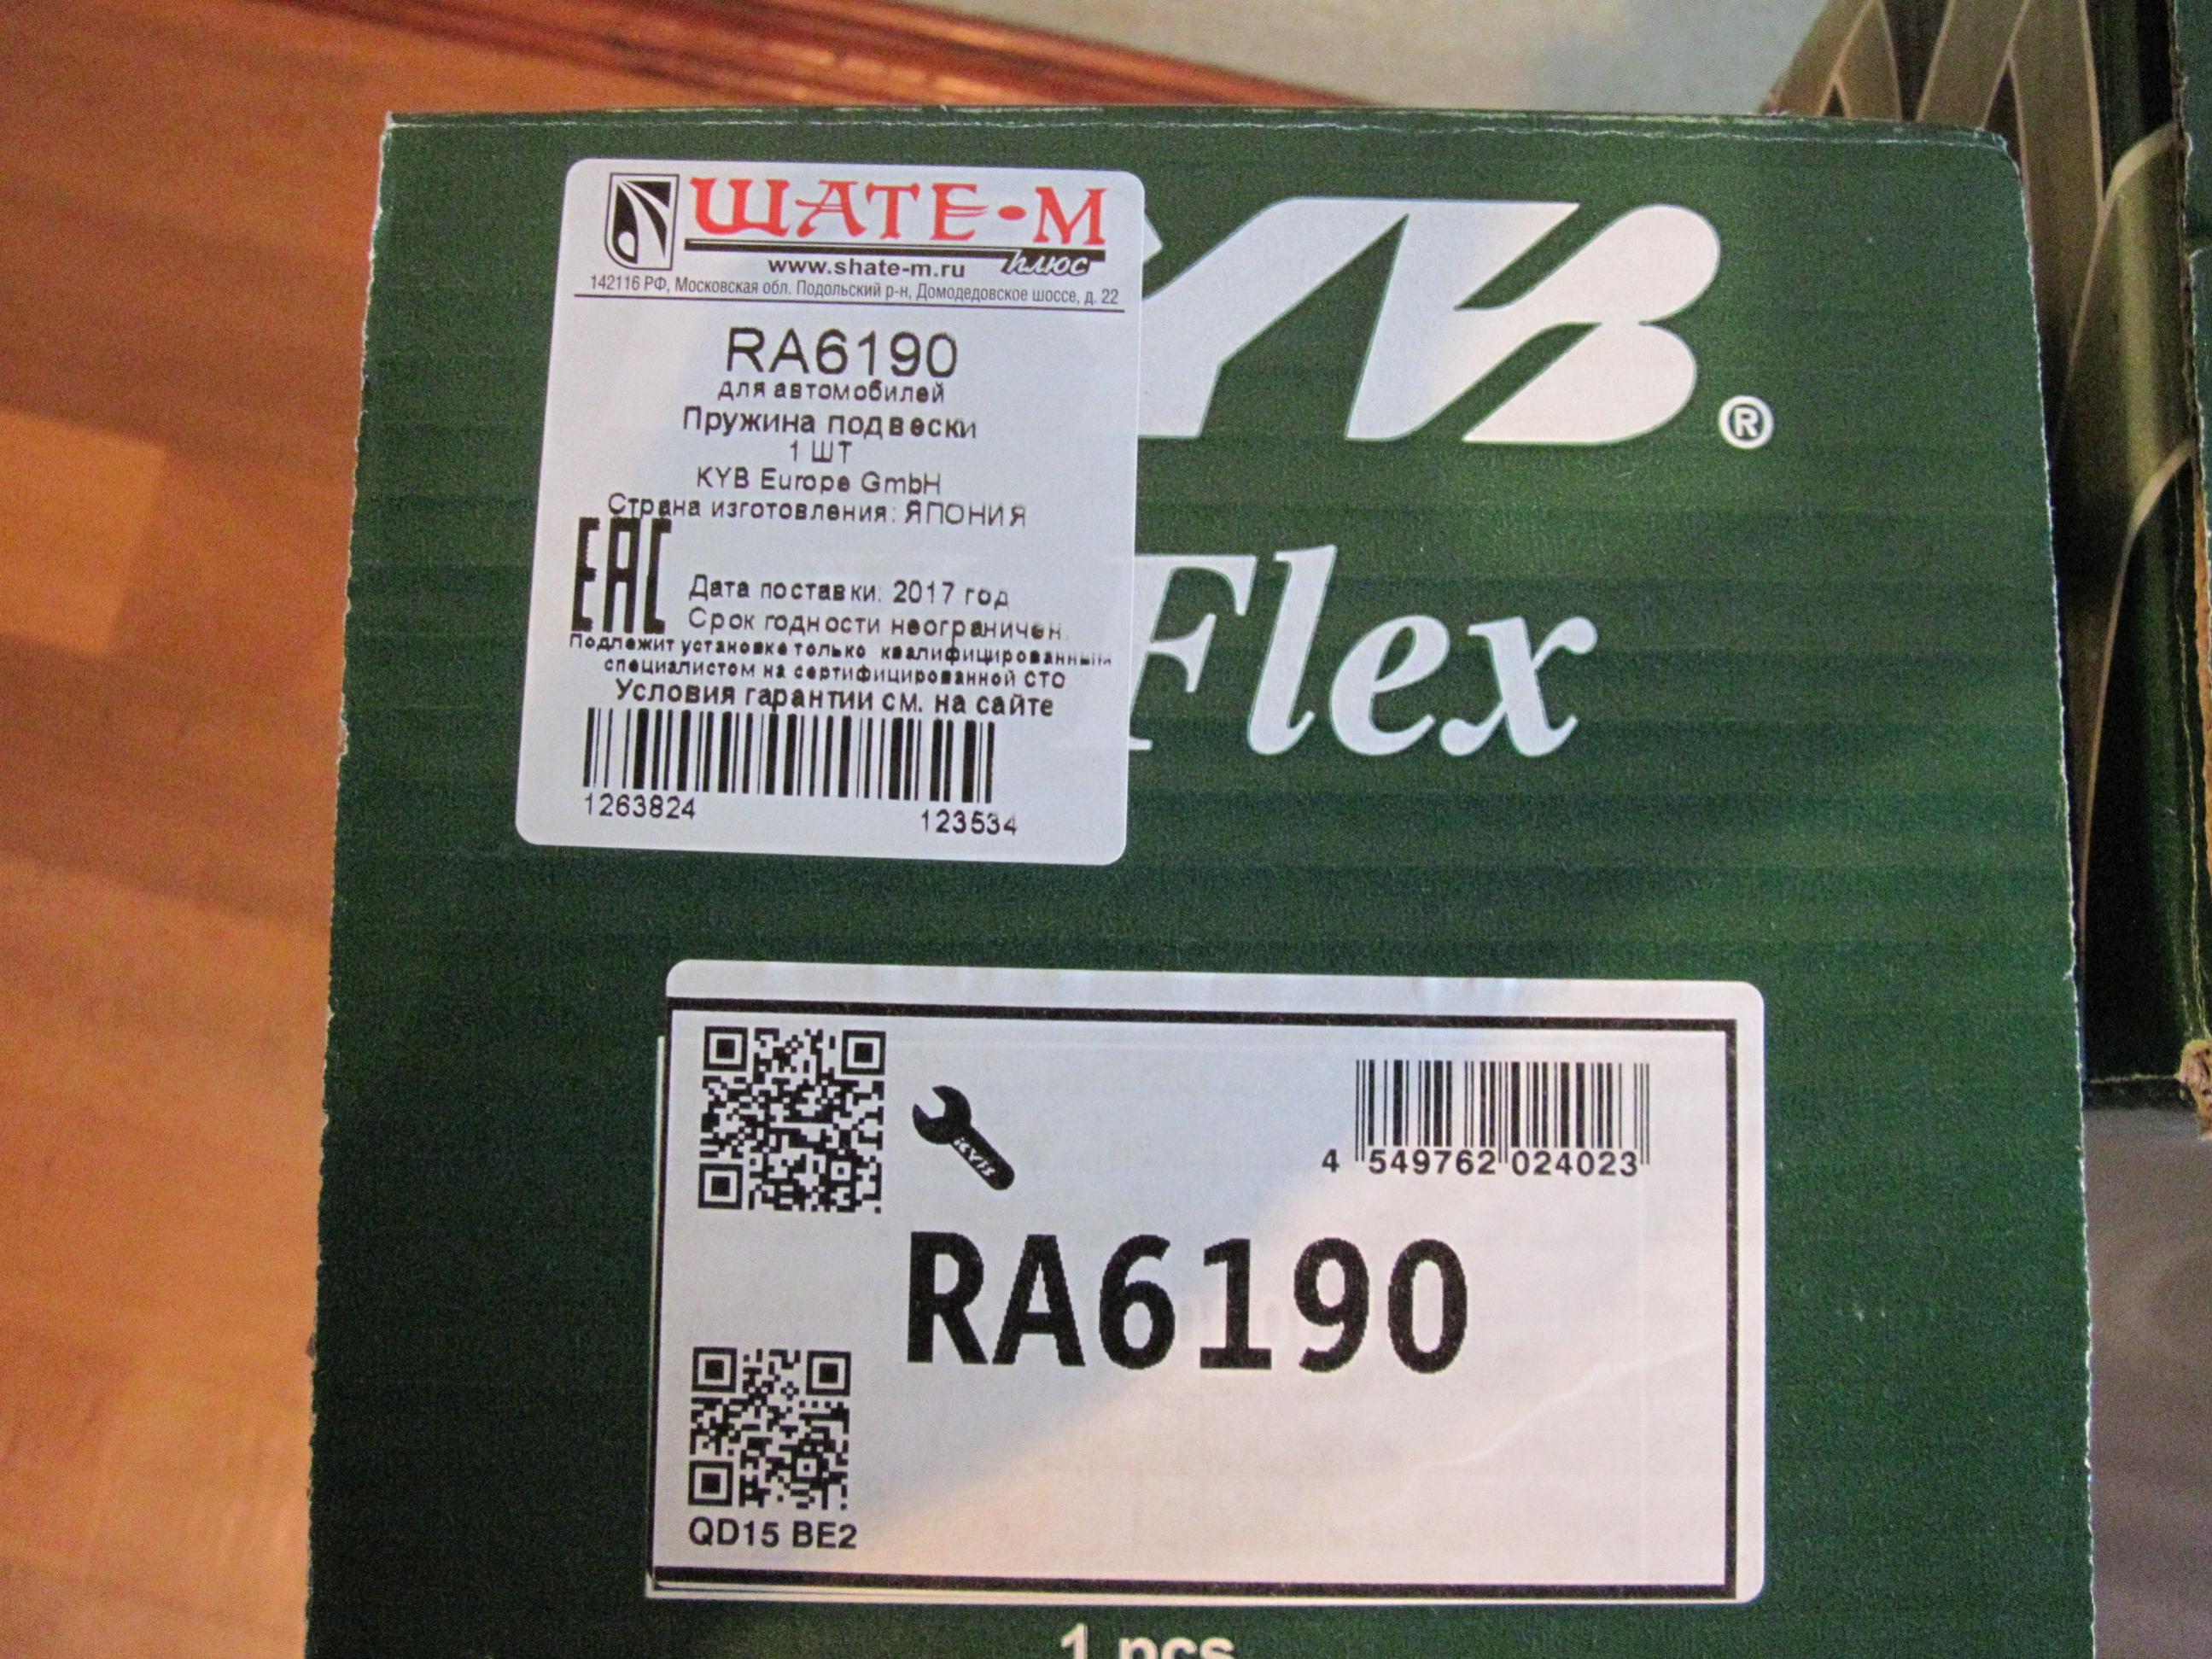 ШАТЕ-М
плюс
www.shate-m.ru
142116 РФ, Московская обл. Подольский р-н, Домодедовское шоссе, д. 22
RA6190
для автомобилей
Пружина подвески
1 ШТ
KYB Europe GmbH
Страна изготовления: ЯПОНИЯ
EAC
Дата поставки: 2017 год
Срок годности неограничен.
Подлежит установке только квалифицированным
специалистом на сертифицированной СТО
Условия гарантии см. на сайте
1263824 123534
KYB®
Flex
KYB
4 549762 024023
RA6190
QD15 BE2
1 pcs